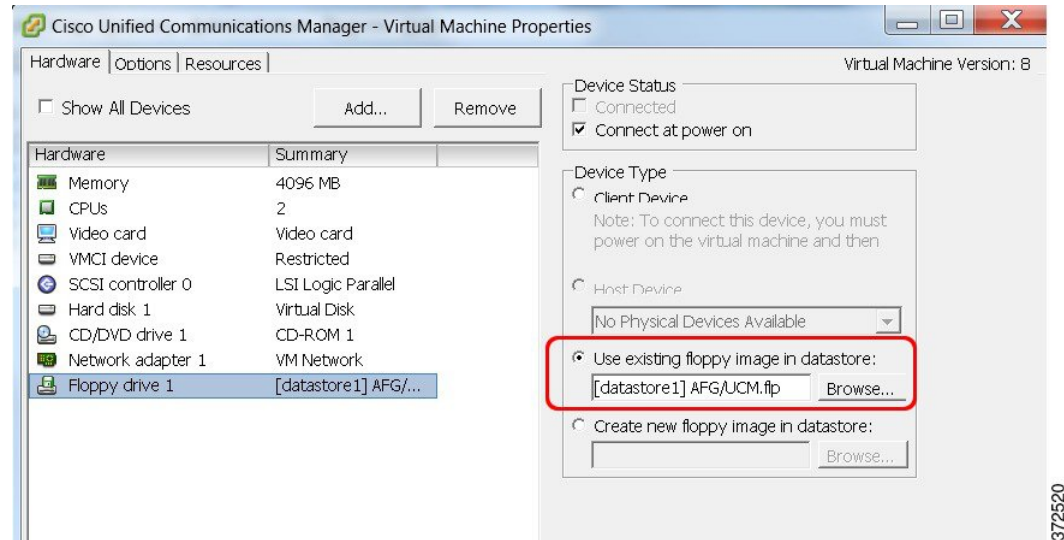 Cisco Unified Communications Manager - Virtual Machine Properties
Hardware Options Resources
Virtual Machine Version: 8
Show All Devices
Add...
Remove
Hardware Summary
Memory 4096 MB
CPUs 2
Video card Video card
VMCI device Restricted
SCSI controller 0 LSI Logic Parallel
Hard disk 1 Virtual Disk
CD/DVD drive 1 CD-ROM 1
Network adapter 1 VM Network
Floppy drive 1 [datastore1] AFG/...
Device Status
Connected
Connect at power on
Device Type
Client Device
Note: To connect this device, you must
power on the virtual machine and then
Host Device
No Physical Devices Available
Use existing floppy image in datastore:
[datastore1] AFG/UCM.flp
Browse...
Create new floppy image in datastore:
Browse...
372520